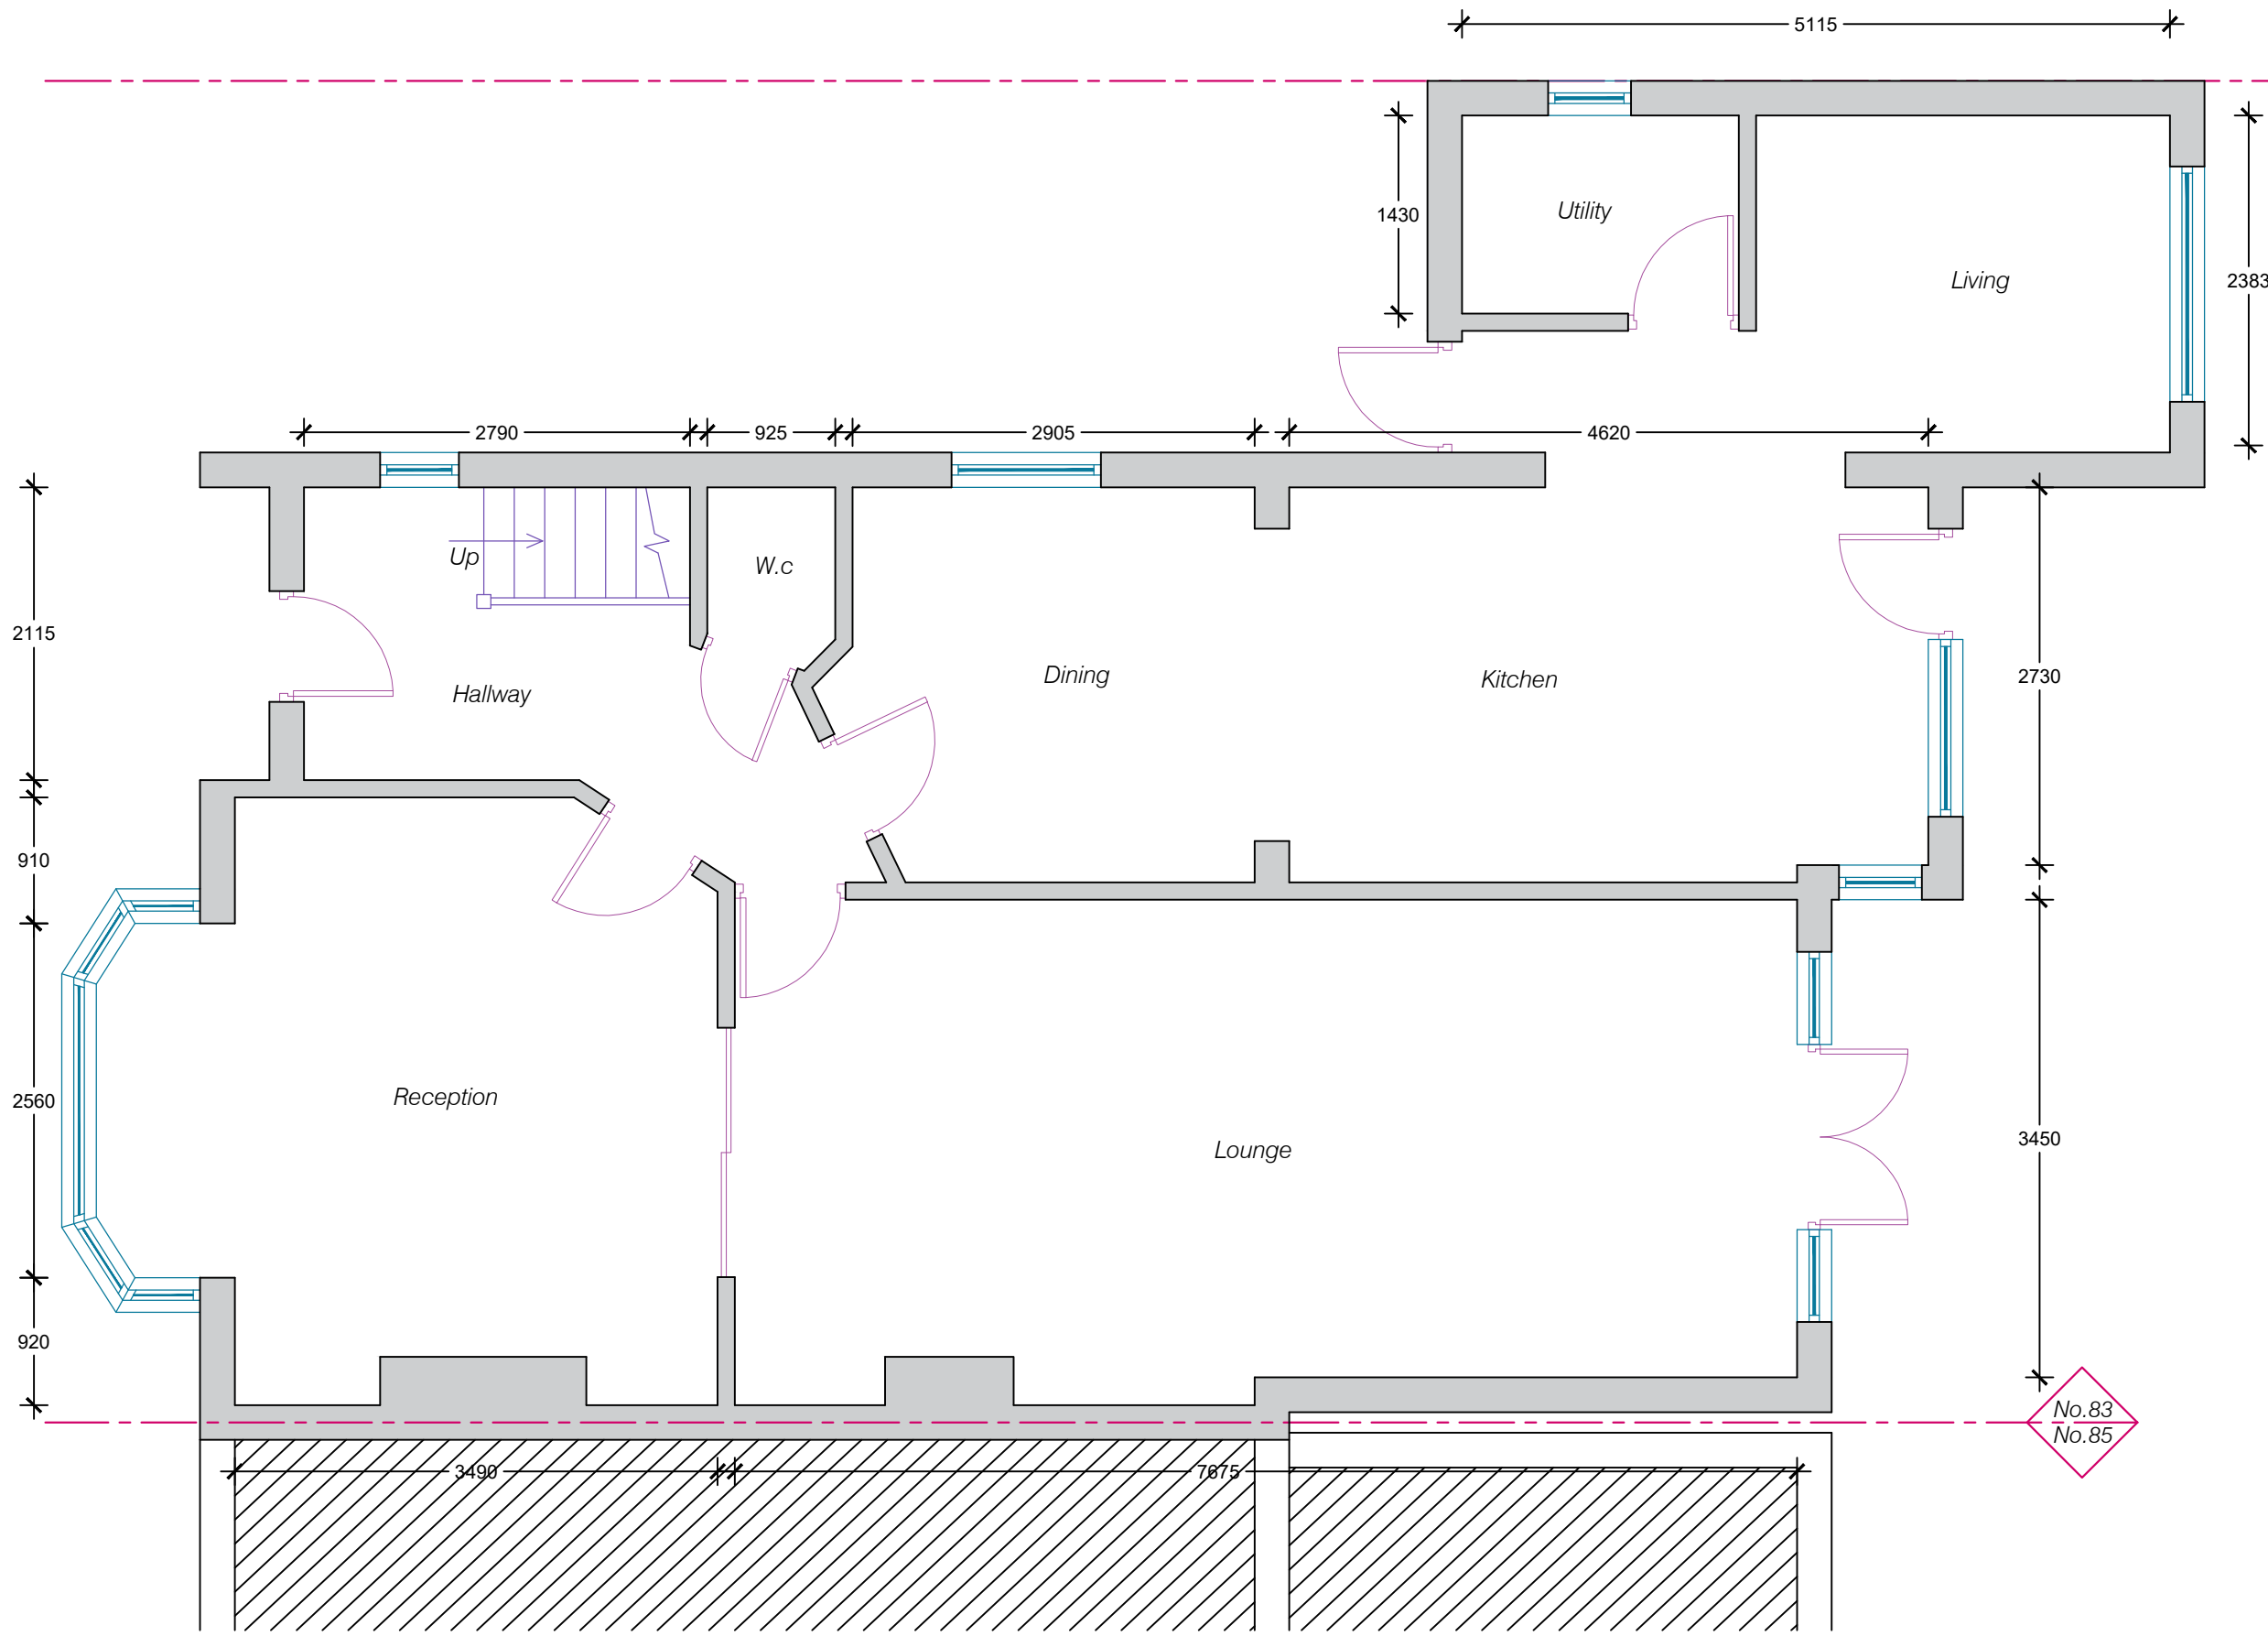 5115
1430
Utility
Living
2383
2790
925
2905
4620
Up
W.c
2115
Hallway
Dining
Kitchen
2730
910
2560
Reception
Lounge
3450
920
No.83
No.85
3490
7675